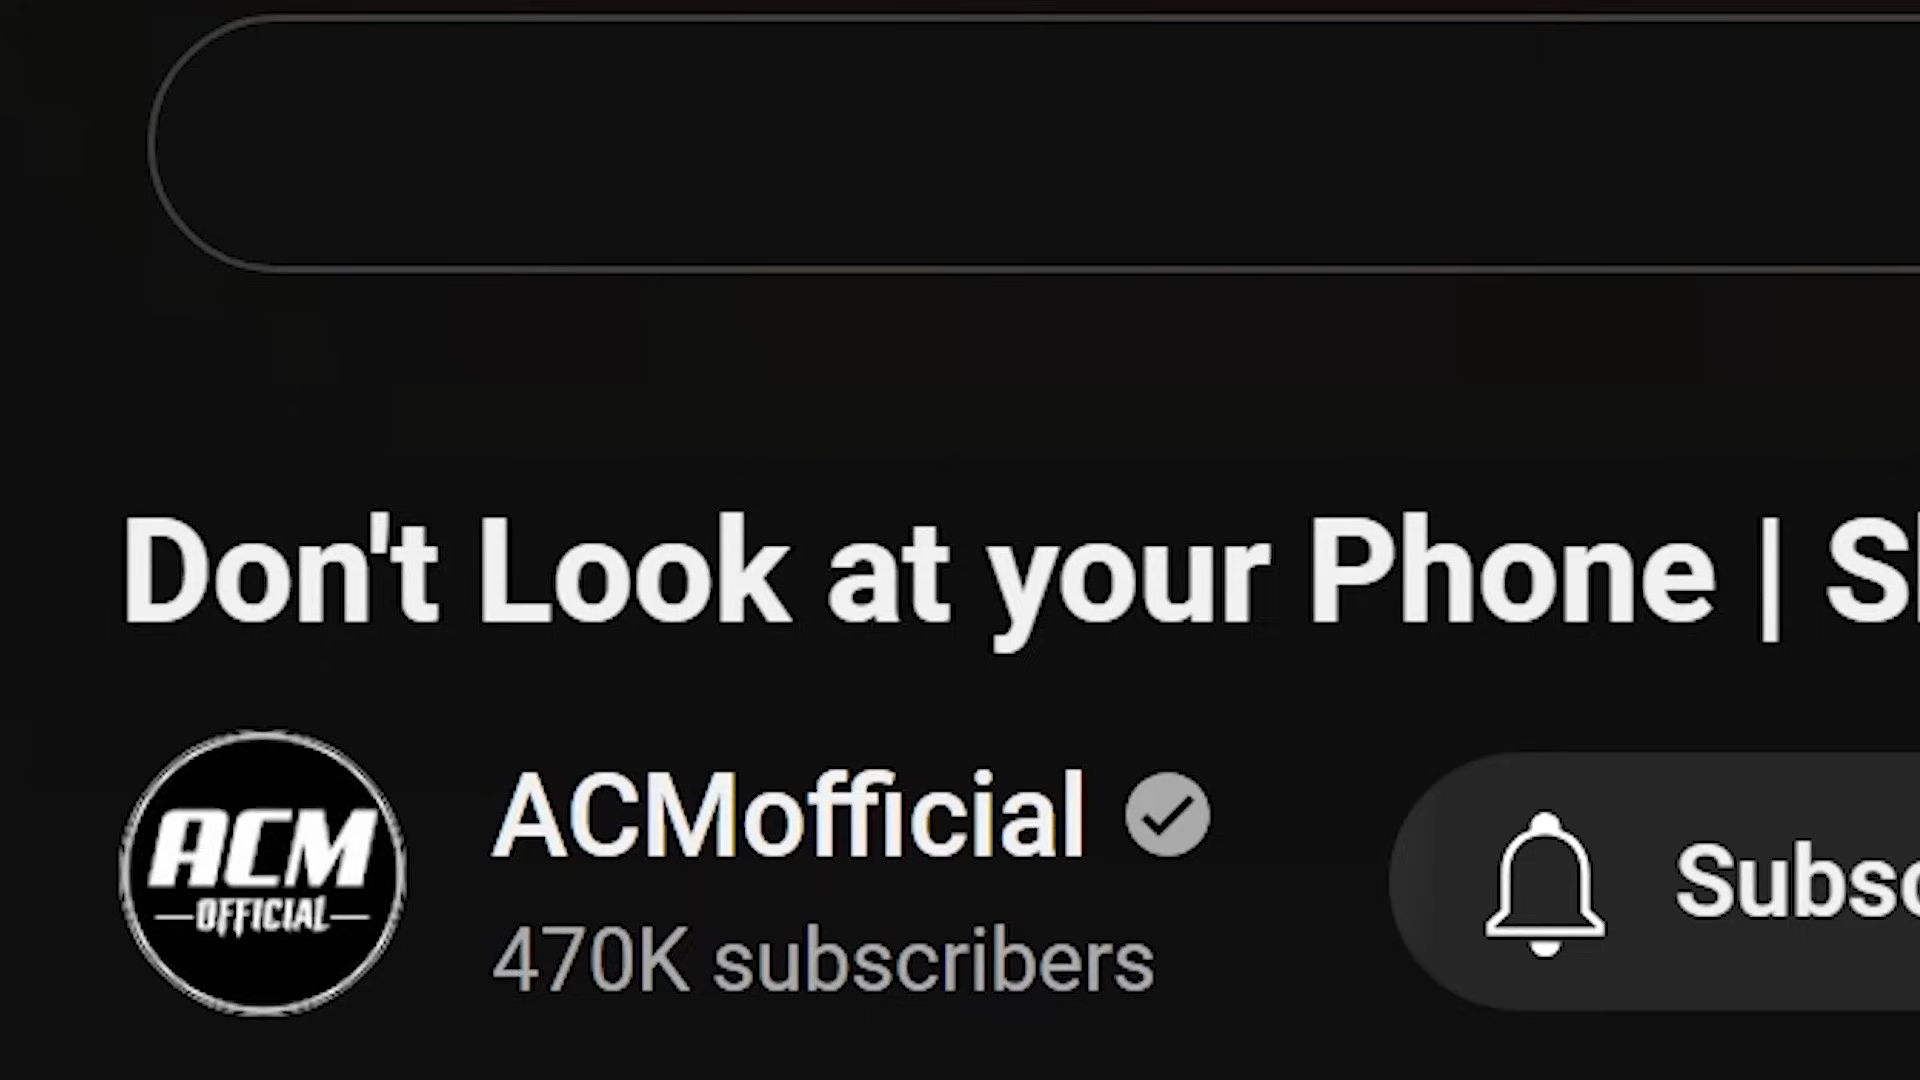 Don't Look at your Phone |
ACMofficial
ACM
OFFICIAL
470K subscribers